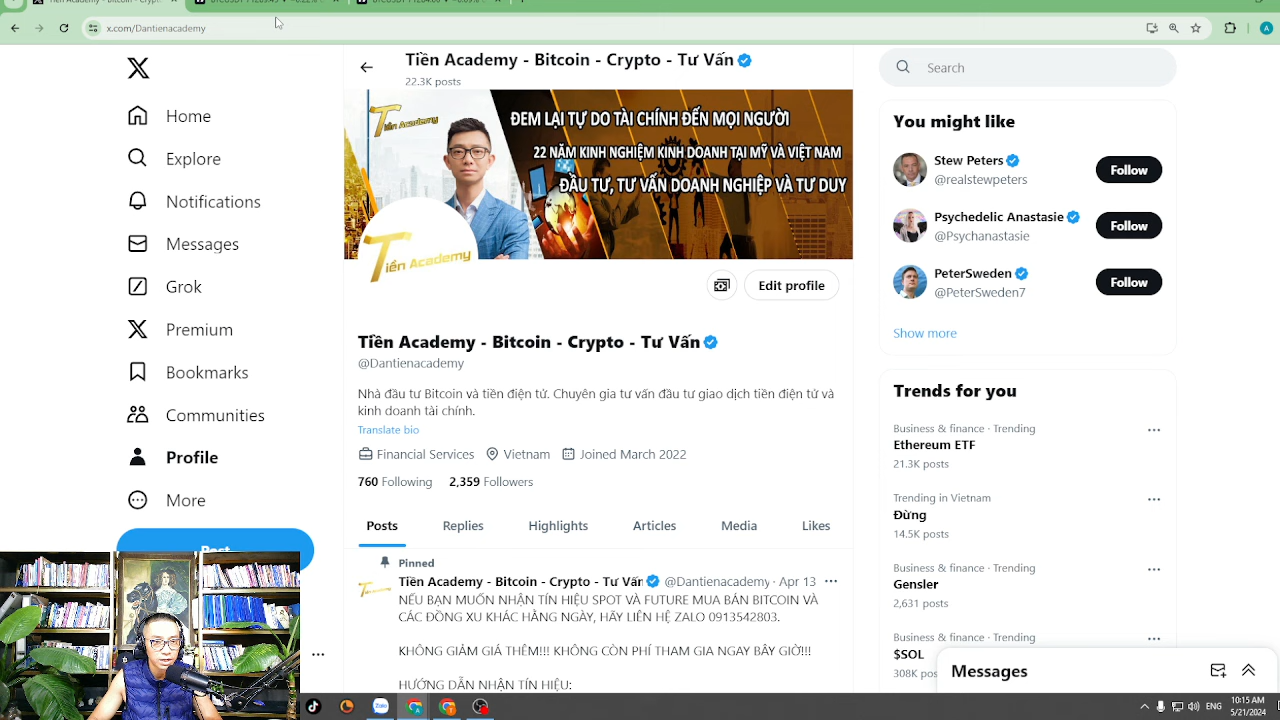 x.com/Dantienacademy
A
Home
Explore
Notifications
Messages
Grok
Premium
Bookmarks
Communities
Profile
More
Post
Tiền Academy - Bitcoin - Crypto - Tư Vấn
22.3K posts
Tiền Academy
ĐEM LẠI TỰ DO TÀI CHÍNH ĐẾN MỌI NGƯỜI
22 NĂM KINH NGHIỆM KINH DOANH TẠI MỸ VÀ VIỆT NAM
ĐẦU TƯ, TƯ VẤN DOANH NGHIỆP VÀ TƯ DUY
Tiền Academy
Edit profile
Tiền Academy - Bitcoin - Crypto - Tư Vấn
@Dantienacademy
Nhà đầu tư Bitcoin và tiền điện tử. Chuyên gia tư vấn đầu tư giao dịch tiền điện tử và
kinh doanh tài chính.
Translate bio
Financial Services Vietnam Joined March 2022
760 Following 2,359 Followers
Posts Replies Highlights Articles Media Likes
Pinned
Tiền Academy - Bitcoin - Crypto - Tư Vấn @Dantienacademy · Apr 13
NẾU BẠN MUỐN NHẬN TÍN HIỆU SPOT VÀ FUTURE MUA BÁN BITCOIN VÀ
CÁC ĐỒNG XU KHÁC HẰNG NGÀY, HÃY LIÊN HỆ ZALO 0913542803.
KHÔNG GIẢM GIÁ THÊM!!! KHÔNG CÒN PHÍ THAM GIA NGAY BÂY GIỜ!!!
HƯỚNG DẪN NHẬN TÍN HIỆU:
Search
You might like
Stew Peters
@realstewpeters
Follow
Psychedelic Anastasie
@Psychanastasie
Follow
PeterSweden
@PeterSweden7
Follow
Show more
Trends for you
Business & finance · Trending
Ethereum ETF
21.3K posts
Trending in Vietnam
Đừng
14.5K posts
Business & finance · Trending
Gensler
2,631 posts
Business & finance · Trending
$SOL
308K pos
Messages
Zalo
ENG
10:15 AM
5/21/2024